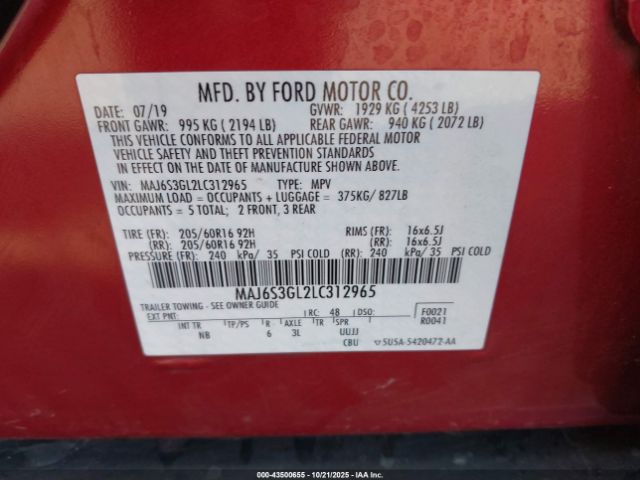 MFD. BY FORD MOTOR CO.
DATE: 07/19 GVWR: 1929 KG ( 4253 LB)
FRONT GAWR: 995 KG ( 2194 LB) REAR GAWR: 940 KG ( 2072 LB)
THIS VEHICLE CONFORMS TO ALL APPLICABLE FEDERAL MOTOR
VEHICLE SAFETY AND THEFT PREVENTION STANDARDS
IN EFFECT ON THE DATE OF MANUFACTURE SHOWN ABOVE.
VIN: MAJ6S3GL2LC312965 TYPE: MPV
MAXIMUM LOAD = OCCUPANTS + LUGGAGE = 375KG/ 827LB
OCCUPANTS = 5 TOTAL; 2 FRONT, 3 REAR
TIRE (FR): 205/60R16 92H RIMS (FR): 16x6.5J
(RR): 205/60R16 92H (RR): 16x6.5J
PRESSURE (FR): 240 kPa/ 35 PSI COLD (RR): 240 kPa/ 35 PSI COLD
MAJ6S3GL2LC312965
TRAILER TOWING - SEE OWNER GUIDE
EXT PNT: RC: 48 DSO: F0021
R0041
INT TR TP/PS R AXLE TR SPR
NB 6 3L UUJJ
CBU 5U5A-5420472-AA
000-43500655 - 10/21/2025 - IAA Inc.